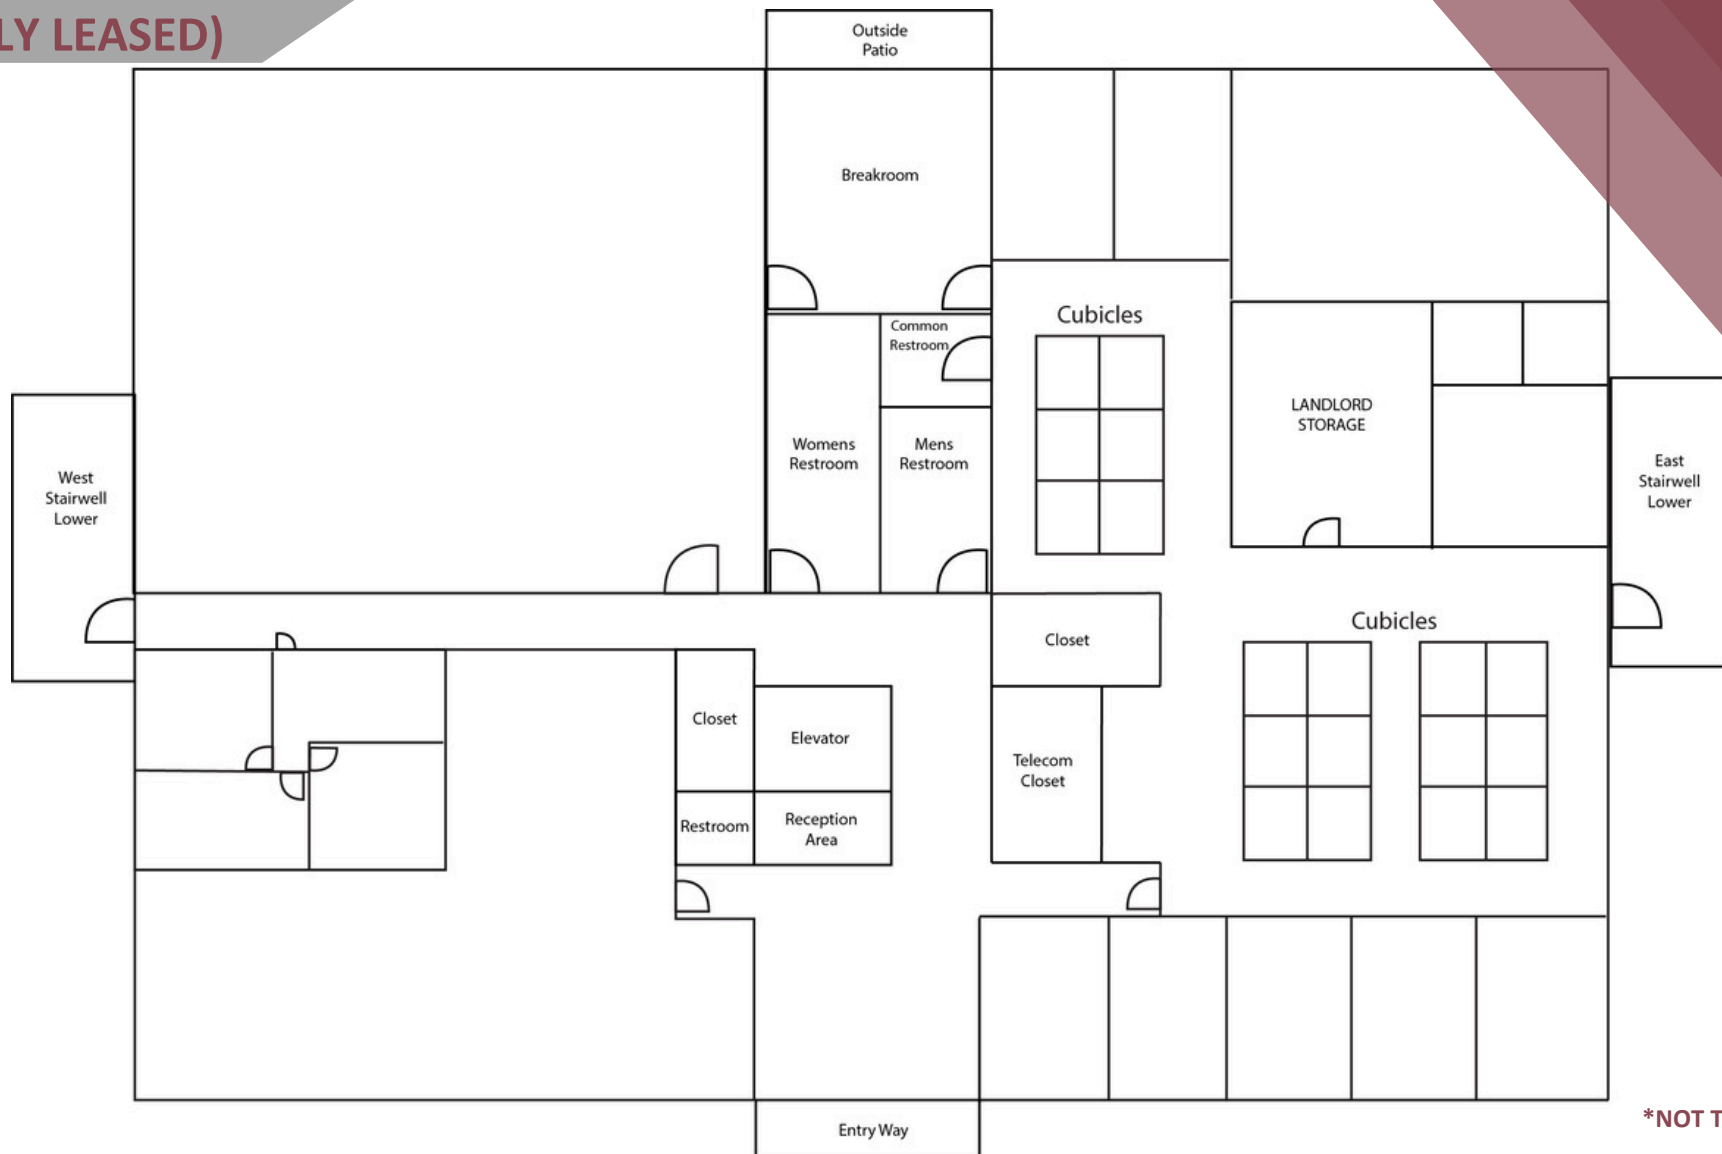 LY LEASED)
Outside
Patio
Breakroom
Common
Restroom
Cubicles
Womens
Restroom
Mens
Restroom
LANDLORD
STORAGE
West
Stairwell
Lower
East
Stairwell
Lower
Cubicles
Closet
Closet
Elevator
Telecom
Closet
Restroom
Reception
Area
Entry Way
*NOT T